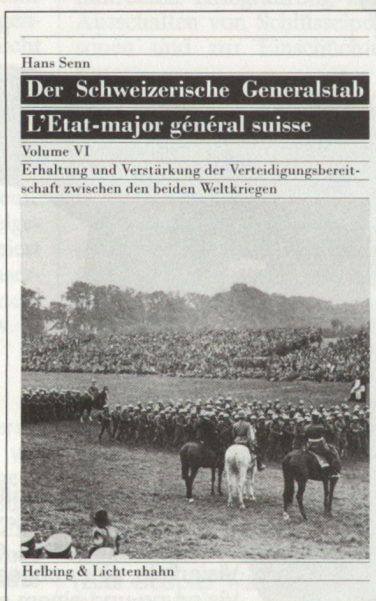 Hans Senn
Der Schweizerische Generalstab
L'Etat-major général suisse
Volume VI
Erhaltung und Verstärkung der Verteidigungsbereit-
schaft zwischen den beiden Weltkriegen
Helbing & Lichtenhahn